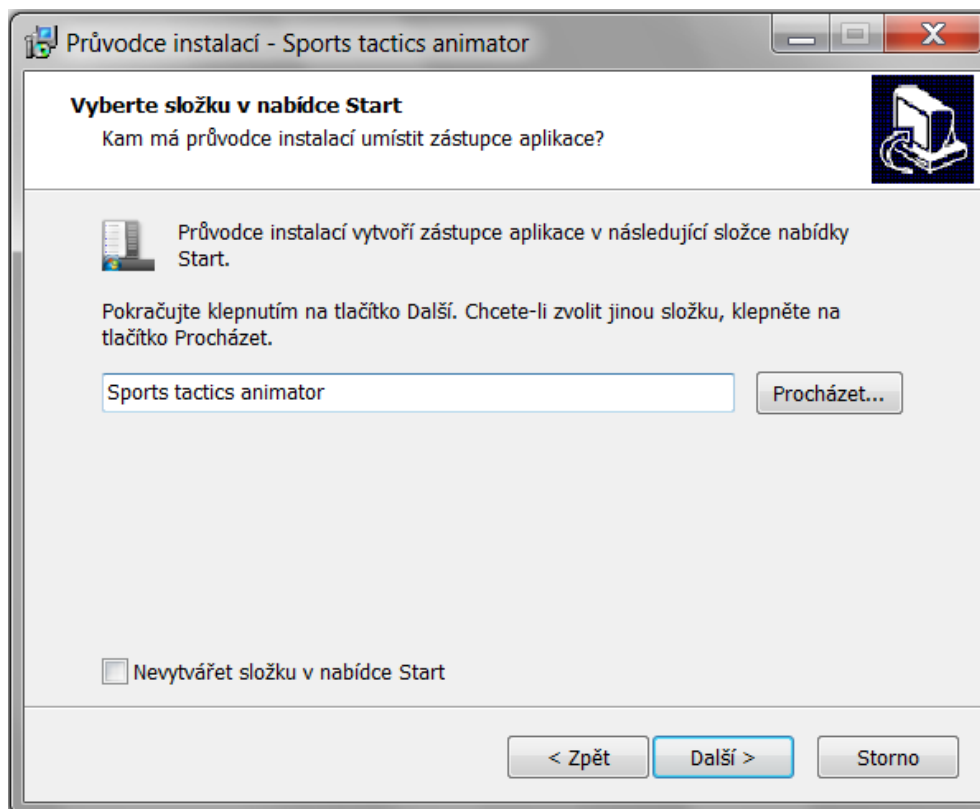 Průvodce instalací - Sports tactics animator
Vyberte složku v nabídce Start
Kam má průvodce instalací umístit zástupce aplikace?
Průvodce instalací vytvoří zástupce aplikace v následující složce nabídky
Start.
Pokračujte klepnutím na tlačítko Další. Chcete-li zvolit jinou složku, klepněte na
tlačítko Procházet.
Sports tactics animator
Procházet...
Nevytvářet složku v nabídce Start
< Zpět
Další >
Storno